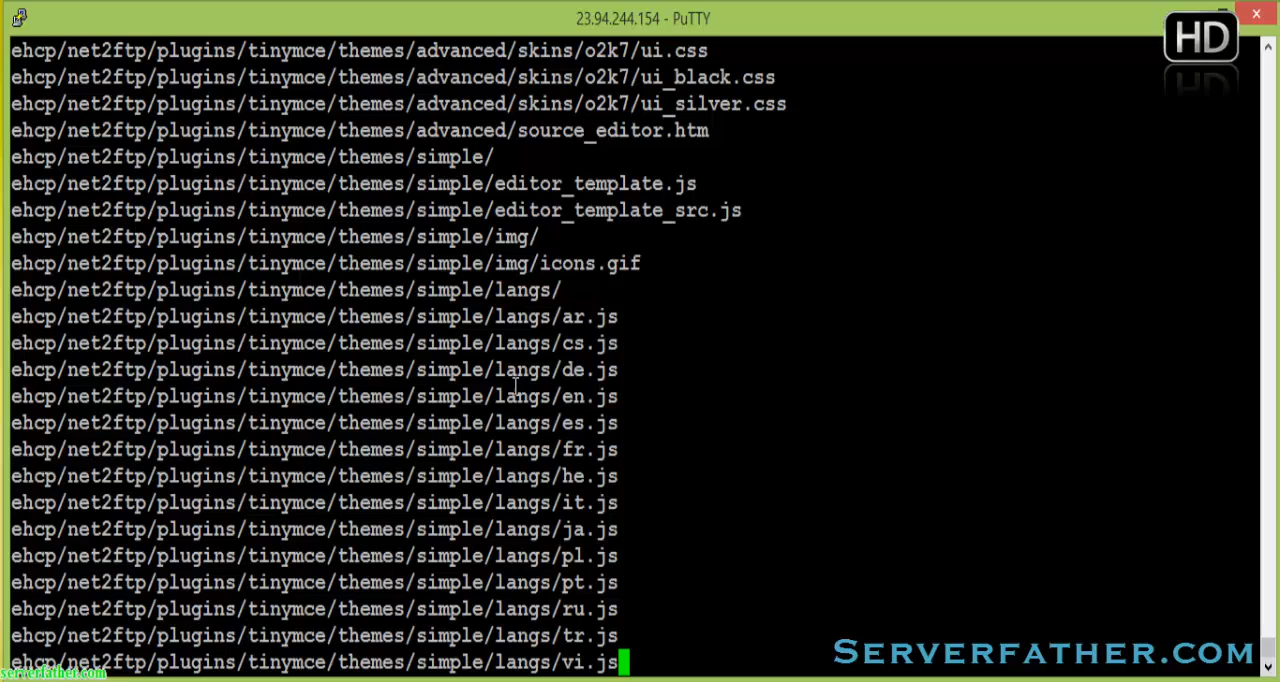 23.94.244.154 - PuTTY
HD
ehcp/net2ftp/plugins/tinymce/themes/advanced/skins/o2k7/ui.css
ehcp/net2ftp/plugins/tinymce/themes/advanced/skins/o2k7/ui_black.css
ehcp/net2ftp/plugins/tinymce/themes/advanced/skins/o2k7/ui_silver.css
ehcp/net2ftp/plugins/tinymce/themes/advanced/source_editor.htm
ehcp/net2ftp/plugins/tinymce/themes/simple/
ehcp/net2ftp/plugins/tinymce/themes/simple/editor_template.js
ehcp/net2ftp/plugins/tinymce/themes/simple/editor_template_src.js
ehcp/net2ftp/plugins/tinymce/themes/simple/img/
ehcp/net2ftp/plugins/tinymce/themes/simple/img/icons.gif
ehcp/net2ftp/plugins/tinymce/themes/simple/langs/
ehcp/net2ftp/plugins/tinymce/themes/simple/langs/ar.js
ehcp/net2ftp/plugins/tinymce/themes/simple/langs/cs.js
ehcp/net2ftp/plugins/tinymce/themes/simple/langs/de.js
ehcp/net2ftp/plugins/tinymce/themes/simple/langs/en.js
ehcp/net2ftp/plugins/tinymce/themes/simple/langs/es.js
ehcp/net2ftp/plugins/tinymce/themes/simple/langs/fr.js
ehcp/net2ftp/plugins/tinymce/themes/simple/langs/he.js
ehcp/net2ftp/plugins/tinymce/themes/simple/langs/it.js
ehcp/net2ftp/plugins/tinymce/themes/simple/langs/ja.js
ehcp/net2ftp/plugins/tinymce/themes/simple/langs/pl.js
ehcp/net2ftp/plugins/tinymce/themes/simple/langs/pt.js
ehcp/net2ftp/plugins/tinymce/themes/simple/langs/ru.js
ehcp/net2ftp/plugins/tinymce/themes/simple/langs/tr.js
ehcp/net2ftp/plugins/tinymce/themes/simple/langs/vi.js
SERVERFATHER.COM
serverfather.com